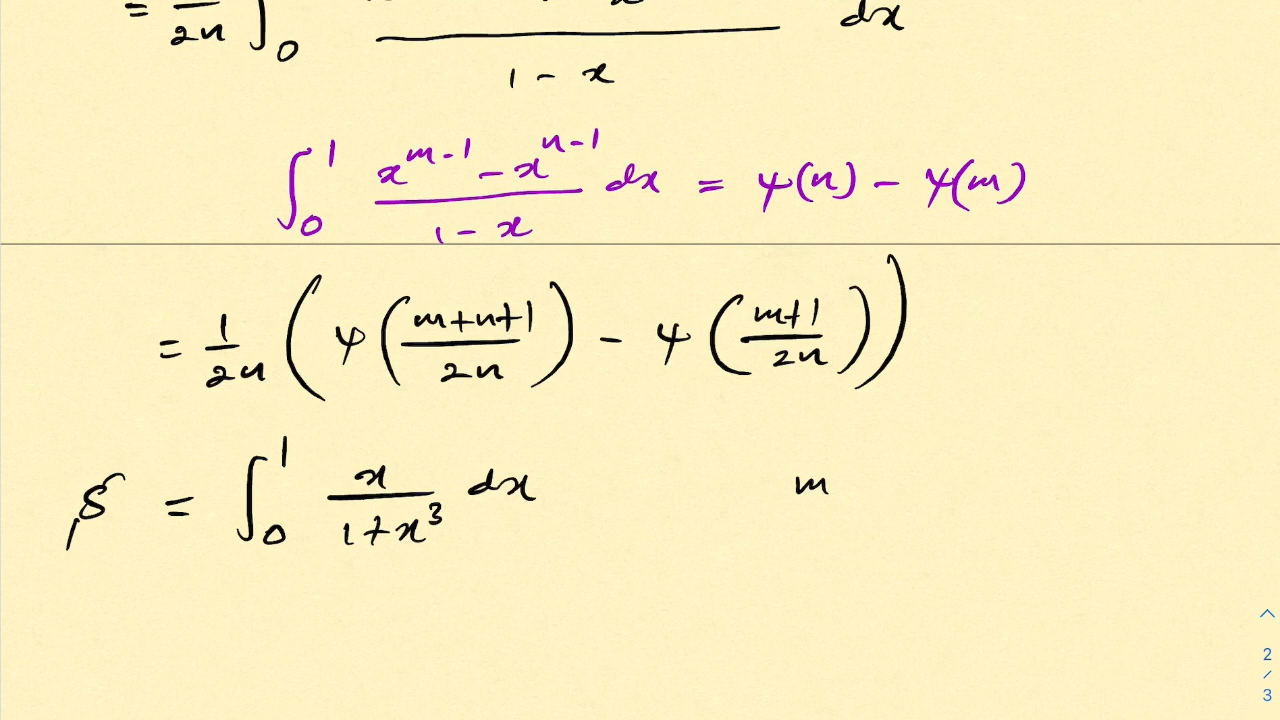 = 1/2n ∫₀ x / (1 - x) dx
∫₀¹ (x^(m-1) - x^(n-1)) / (1 - x) dx = ψ(n) - ψ(m)
= 1/2n ( ψ( (m+n+1)/2n ) - ψ( (m+1)/2n ) )
= ∫₀¹ x / (1+x³) dx m
2
/
3